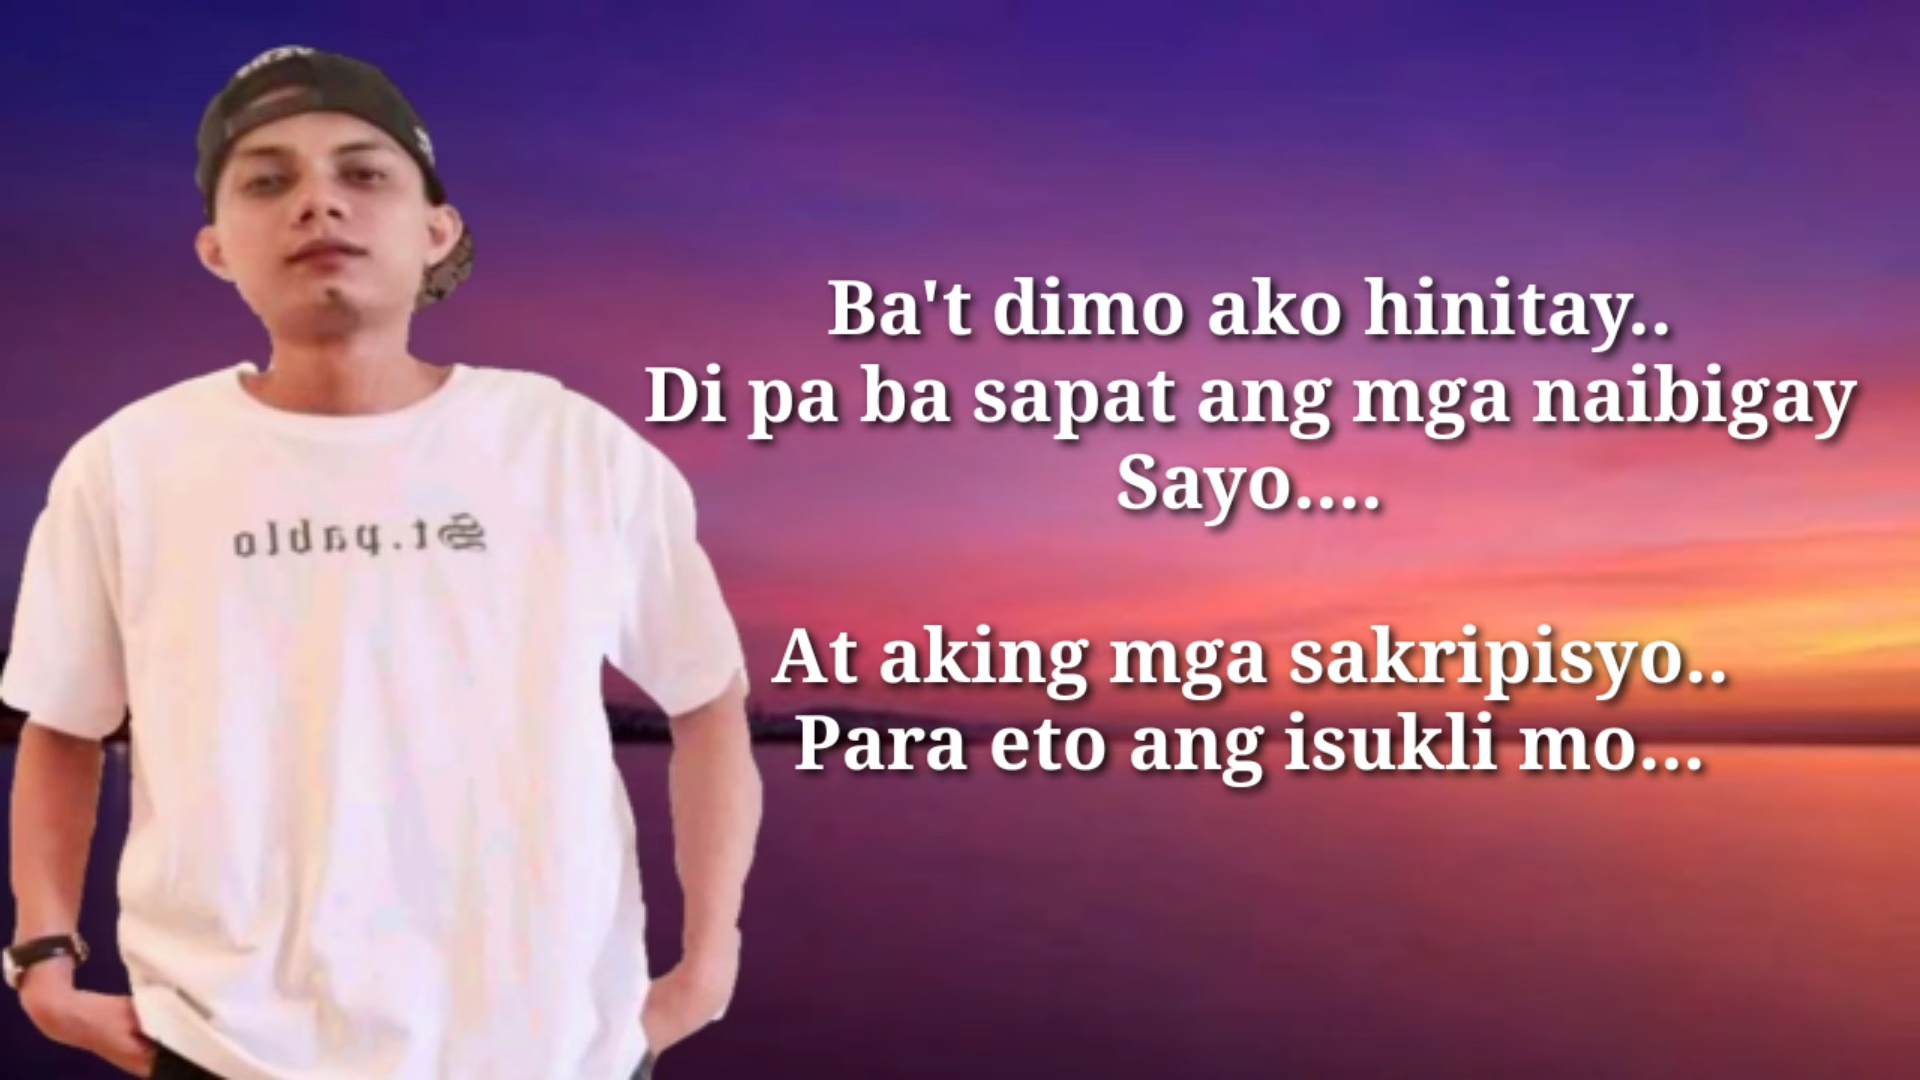 Ba't dimo ako hinitay..
Di pa ba sapat ang mga naibigay
Sayo....
At aking mga sakripisyo..
Para eto ang isukli mo...
t.pablo